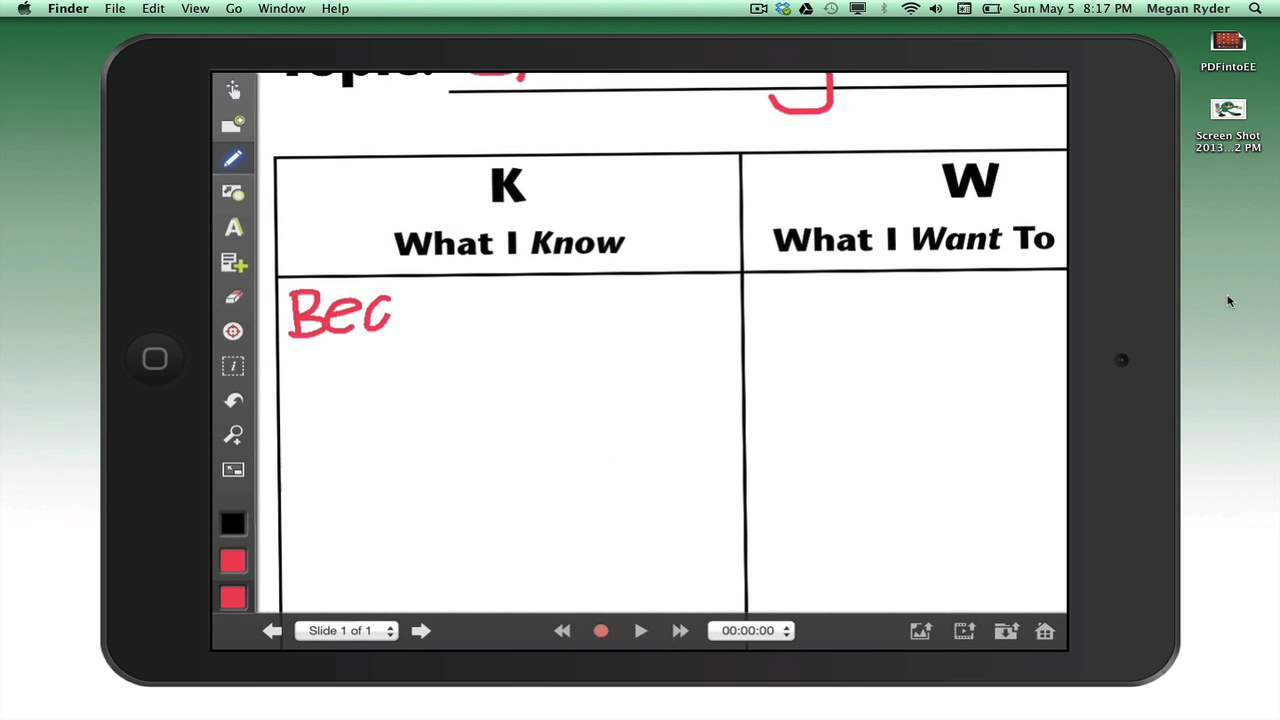 Finder File Edit View Go Window Help Sun May 5 8:17 PM Megan Ryder
PDFintoEE
Screen Shot
2013...2 PM
Topic:
K
What I Know
W
What I Want To
Bec
Slide 1 of 1
00:00:00